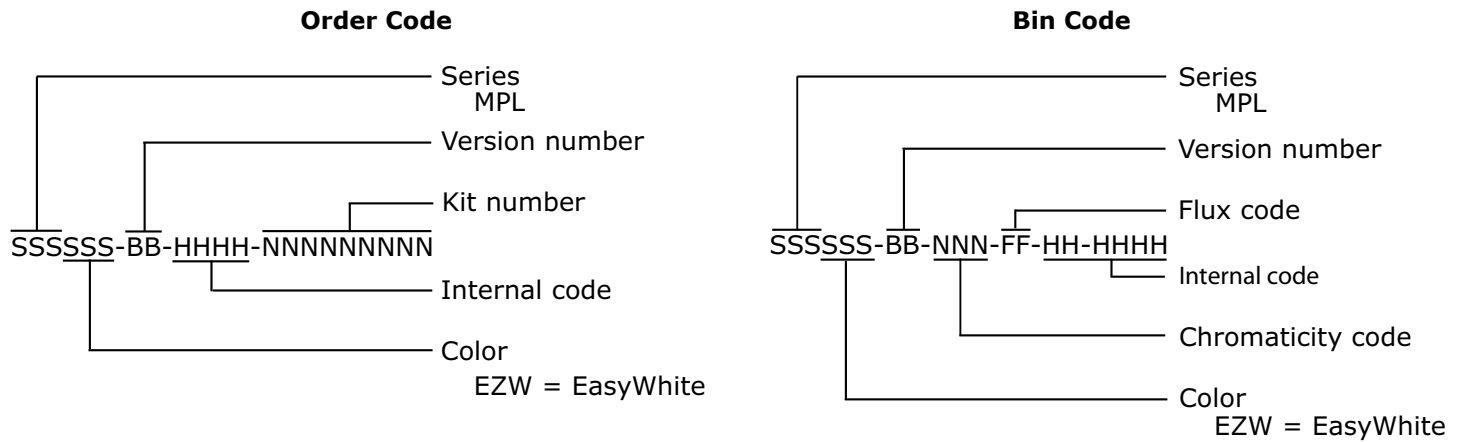 Order Code
Series
MPL
Version number
Kit number
SSSSSS-BB-HHHH-NNNNNNNNN
Internal code
Color
EZW = EasyWhite
Bin Code
Series
MPL
Version number
Flux code
SSSSSS-BB-NNN-FF-HH-HHHH
Internal code
Chromaticity code
Color
EZW = EasyWhite